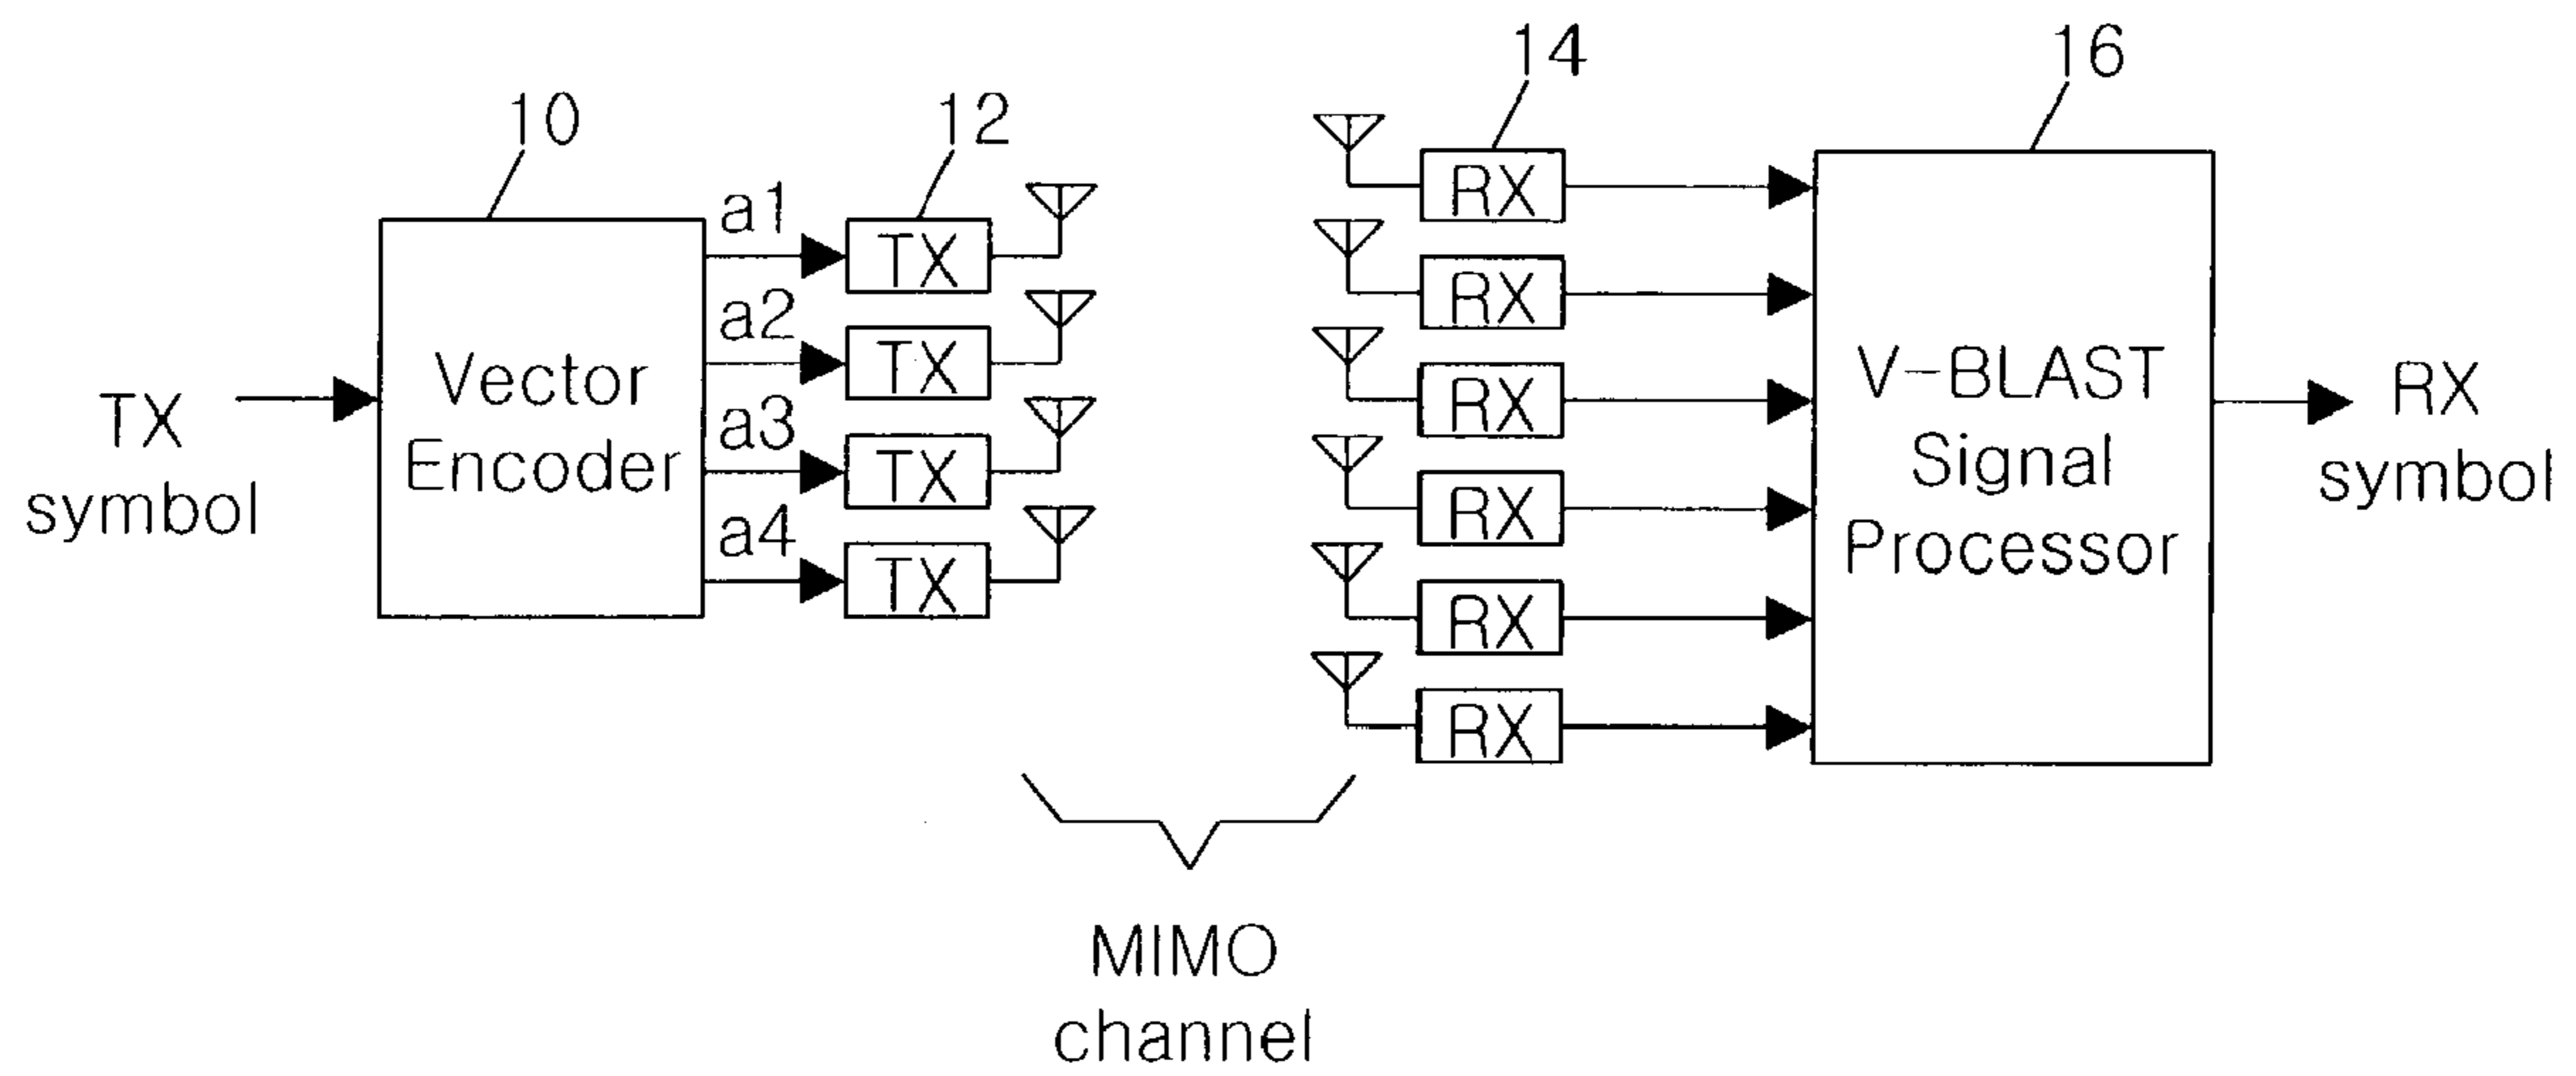 10
12
14
16
TX
symbol
Vector
Encoder
a1
a2
a3
a4
TX
TX
TX
TX
RX
RX
RX
RX
RX
RX
V-BLAST
Signal
Processor
RX
symbol
MIMO
channel